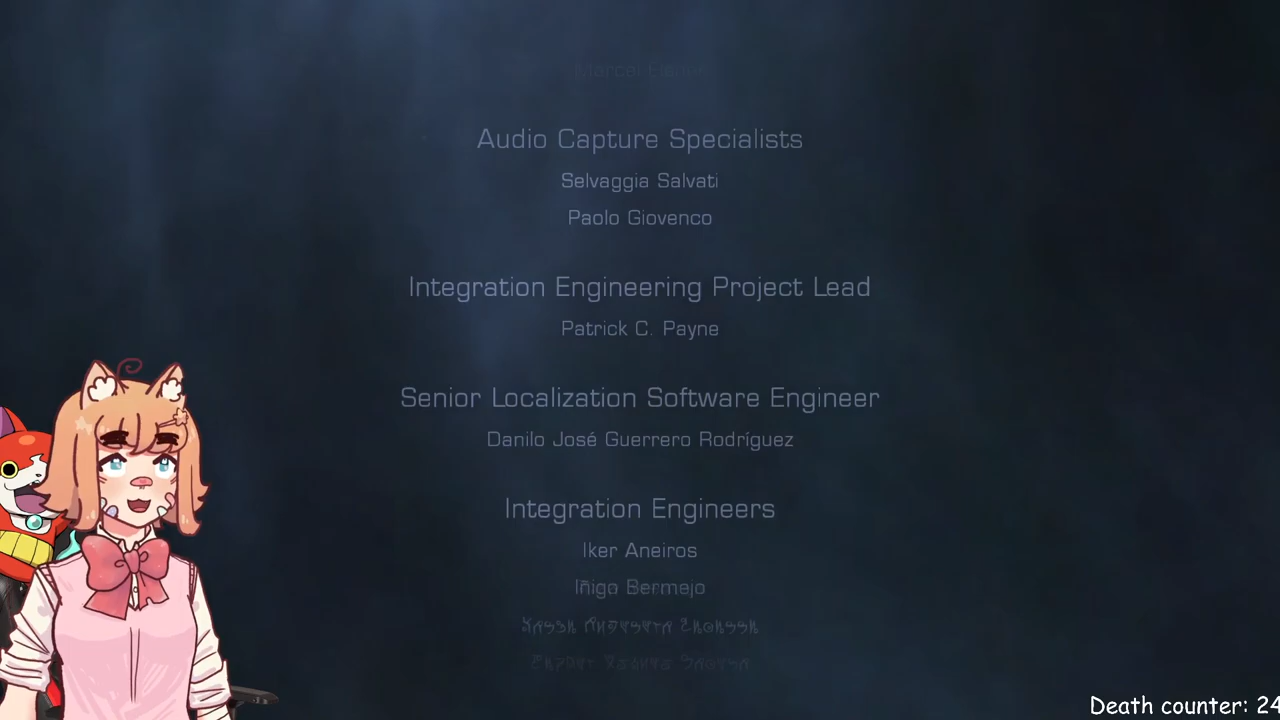 Audio Capture Specialists
Selvaggia Salvati
Paolo Giovenco
Integration Engineering Project Lead
Patrick C. Payne
Senior Localization Software Engineer
Danilo José Guerrero Rodríguez
Integration Engineers
Iker Aneiros
Iñigo Bermejo
Death counter: 24